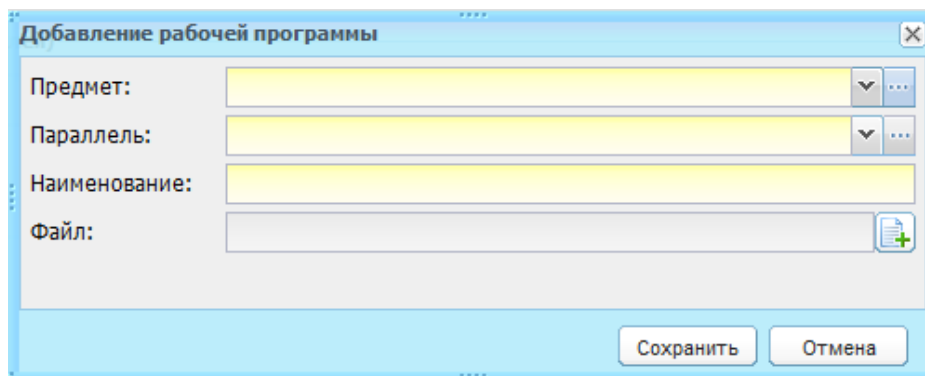 Добавление рабочей программы
Предмет:
Параллель:
Наименование:
Файл:
Сохранить Отмена